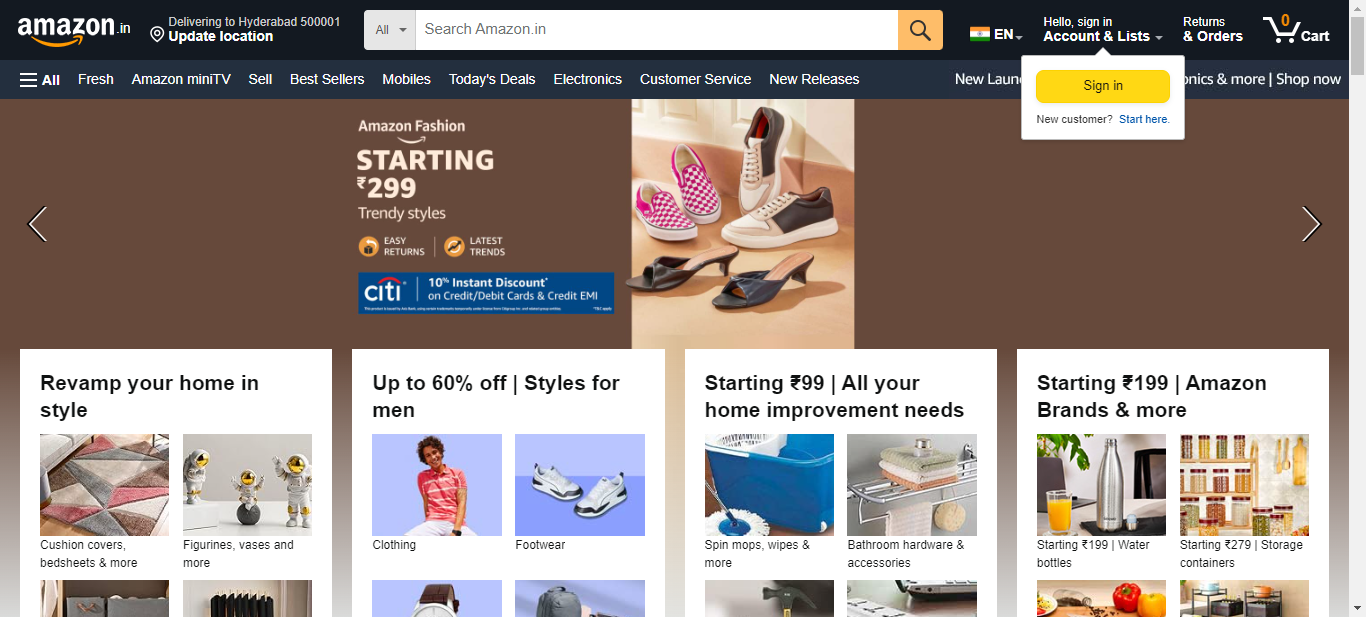 amazon.in
Delivering to Hyderabad 500001
Update location
All
Search Amazon.in
EN
Hello, sign in
Account & Lists
Returns
& Orders
0
Cart
All
Fresh
Amazon miniTV
Sell
Best Sellers
Mobiles
Today's Deals
Electronics
Customer Service
New Releases
New Laun
onics & more | Shop now
Sign in
New customer? Start here.
Amazon Fashion
STARTING
₹299
Trendy styles
EASY
RETURNS
LATEST
TRENDS
citi
10% Instant Discount*
on Credit/Debit Cards & Credit EMI
*T&C apply
Revamp your home in
style
Cushion covers,
bedsheets & more
Figurines, vases and
more
Up to 60% off | Styles for
men
Clothing
Footwear
Starting ₹99 | All your
home improvement needs
Spin mops, wipes &
more
Bathroom hardware &
accessories
Starting ₹199 | Amazon
Brands & more
Starting ₹199 | Water
bottles
Starting ₹279 | Storage
containers